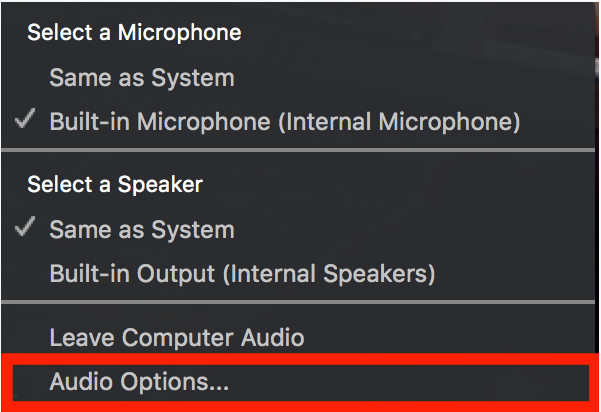 Select a Microphone
Same as System
✓ Built-in Microphone (Internal Microphone)
Select a Speaker
✓ Same as System
Built-in Output (Internal Speakers)
Leave Computer Audio
Audio Options...